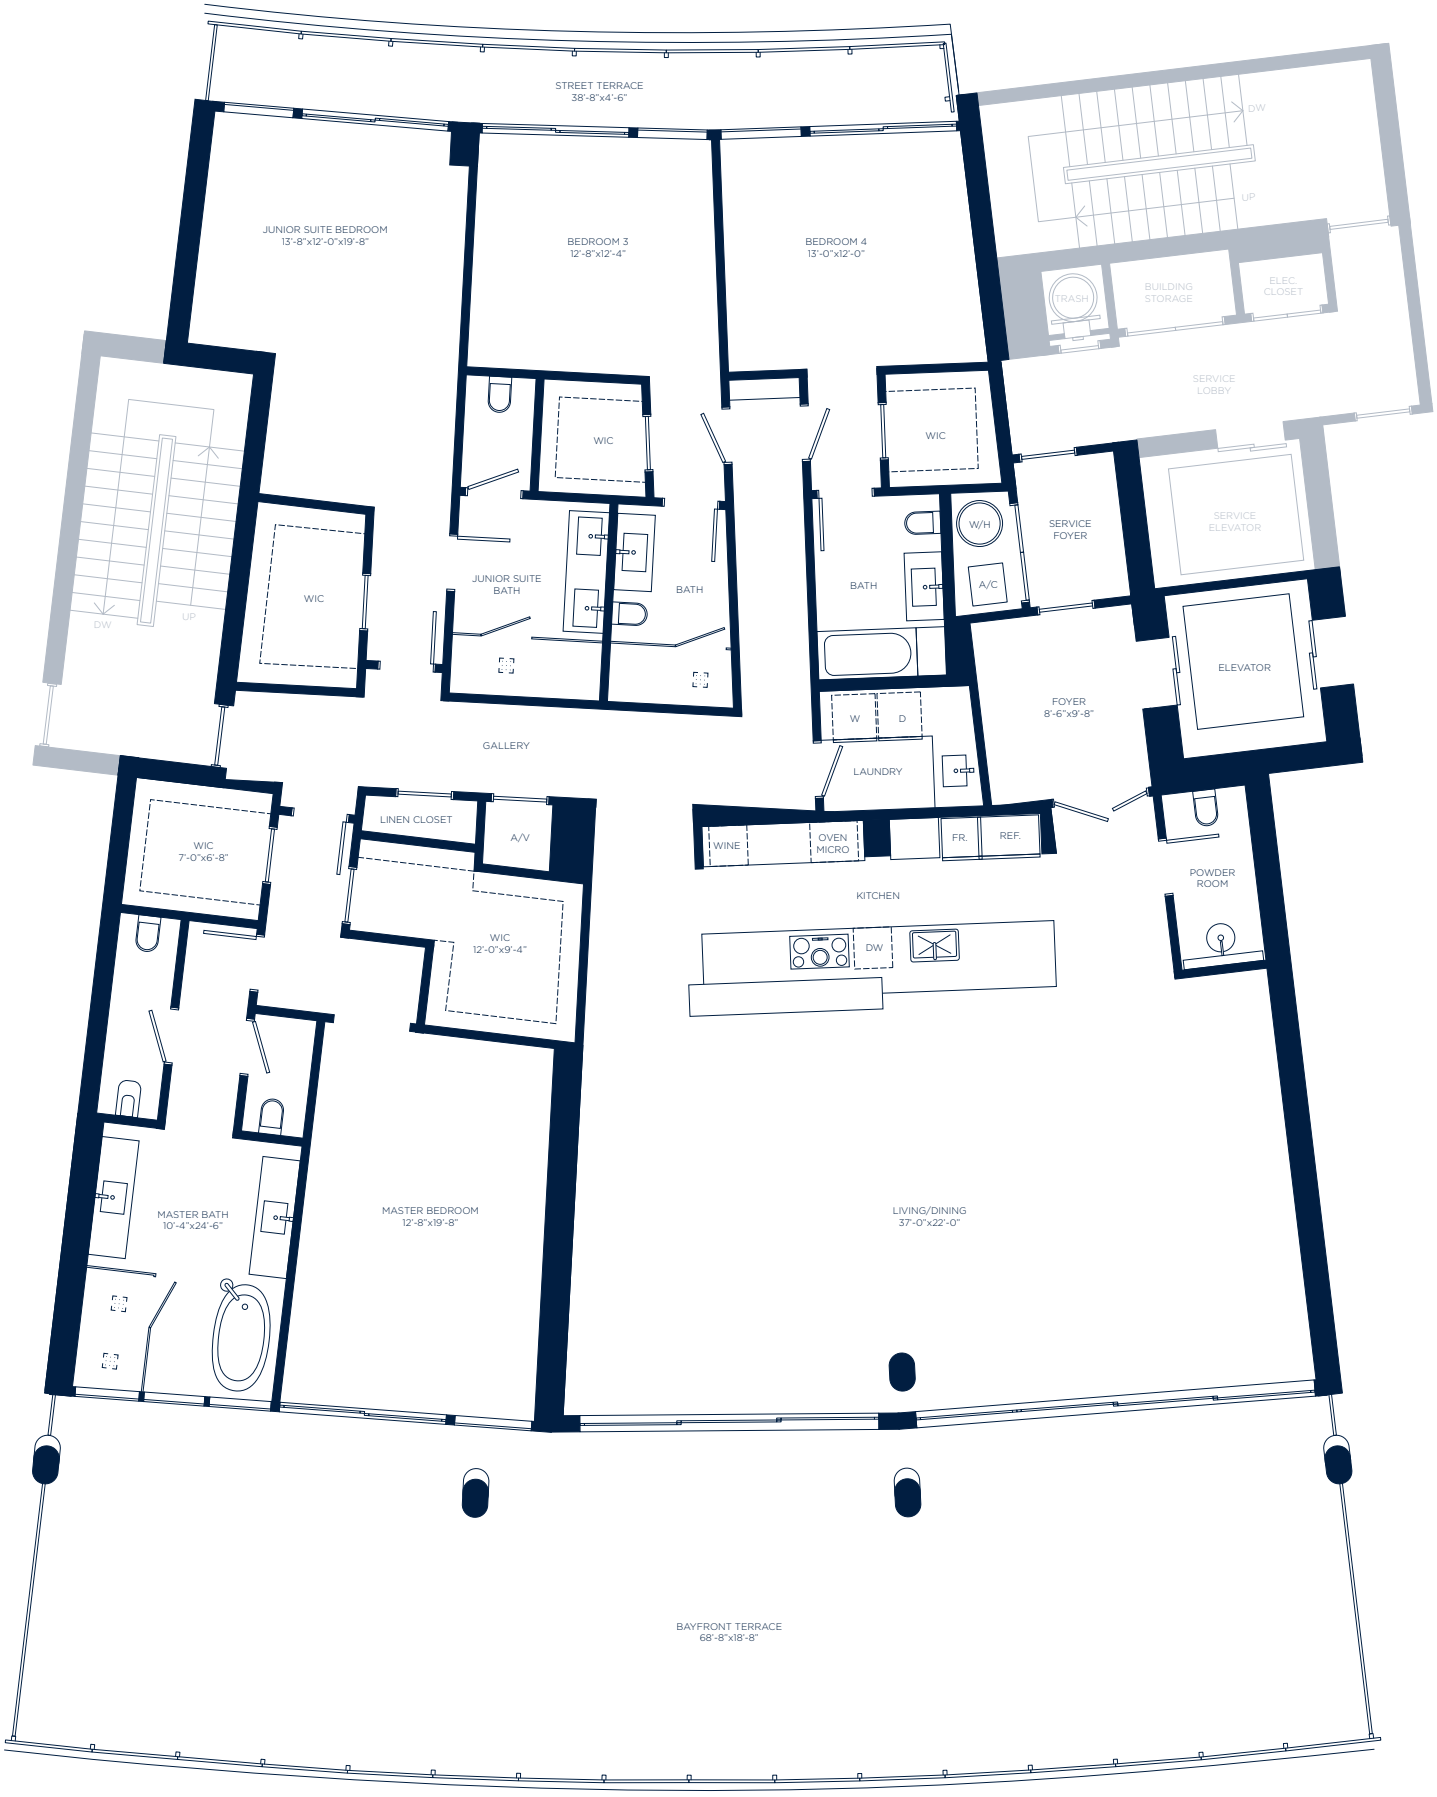 STREET TERRACE
38'-8"x4'-6"
DW
UP
JUNIOR SUITE BEDROOM
13'-8"x12'-0"x19'-8"
BEDROOM 3
12'-8"x12'-4"
BEDROOM 4
13'-0"x12'-0"
TRASH
BUILDING
STORAGE
ELEC.
CLOSET
SERVICE
LOBBY
WIC
WIC
W/H
SERVICE
FOYER
SERVICE
ELEVATOR
JUNIOR SUITE
BATH
BATH
BATH
A/C
WIC
DW
UP
ELEVATOR
FOYER
8'-6"x9'-8"
W
D
GALLERY
LAUNDRY
LINEN CLOSET
A/V
WINE
OVEN
MICRO
FR.
REF.
WIC
7'-0"x6'-8"
KITCHEN
POWDER
ROOM
WIC
12'-0"x9'-4"
DW
MASTER BATH
10'-4"x24'-6"
MASTER BEDROOM
12'-8"x19'-8"
LIVING/DINING
37'-0"x22'-0"
BAYFRONT TERRACE
68'-8"x18'-8"